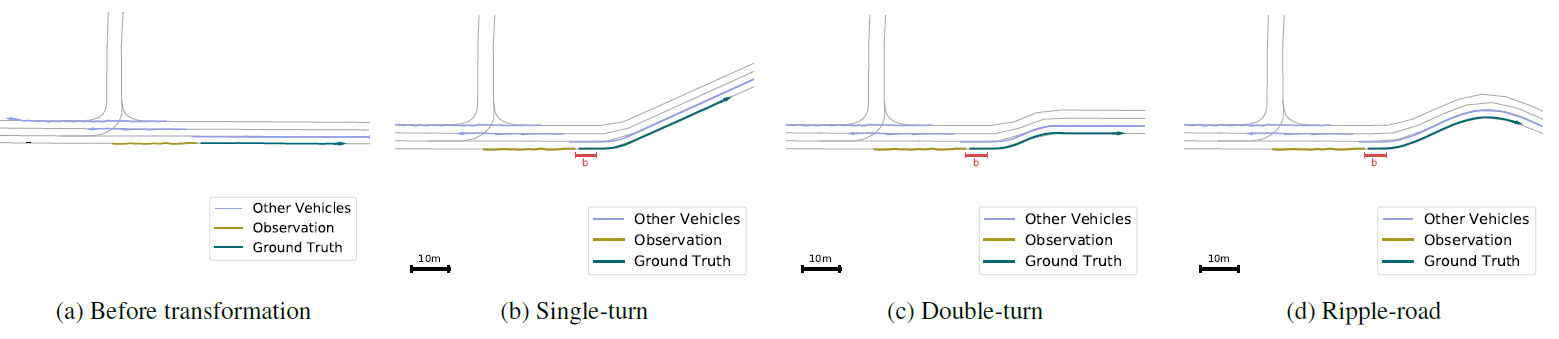 Other Vehicles
Observation
Ground Truth
(a) Before transformation
b
Other Vehicles
Observation
Ground Truth
10m
(b) Single-turn
b
Other Vehicles
Observation
Ground Truth
10m
(c) Double-turn
b
Other Vehicles
Observation
Ground Truth
10m
(d) Ripple-road